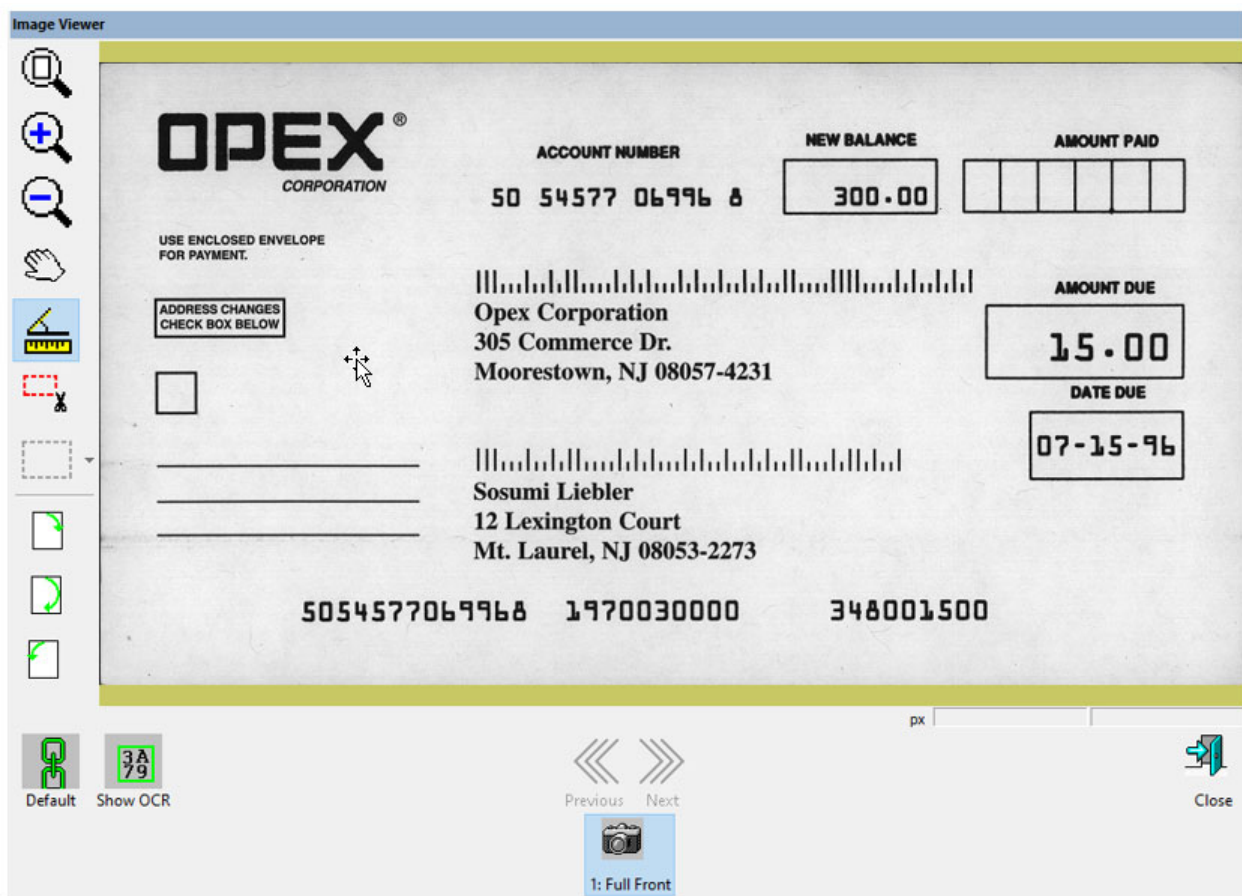 Image Viewer
OPEX®
CORPORATION
ACCOUNT NUMBER
50 54577 06996 8
NEW BALANCE
300.00
AMOUNT PAID
USE ENCLOSED ENVELOPE
FOR PAYMENT.
ADDRESS CHANGES
CHECK BOX BELOW
Opex Corporation
305 Commerce Dr.
Moorestown, NJ 08057-4231
AMOUNT DUE
15.00
DATE DUE
07-15-96
Sosumi Liebler
12 Lexington Court
Mt. Laurel, NJ 08053-2273
5054577069968 1970030000 348001500
px
3A
79
Default
Show OCR
Previous
Next
Close
1: Full Front